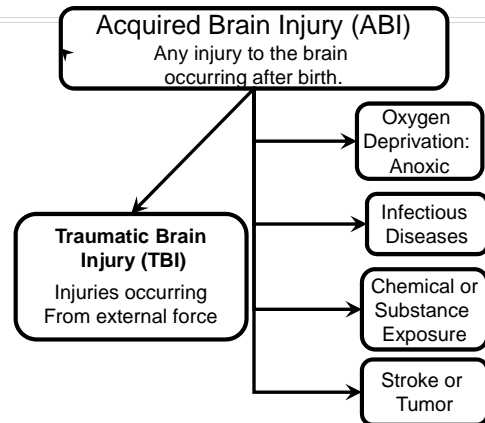 Acquired Brain Injury (ABI)
Any injury to the brain
occurring after birth.
Oxygen
Deprivation:
Anoxic
Traumatic Brain
Injury (TBI)
Injuries occurring
From external force
Infectious
Diseases
Chemical or
Substance
Exposure
Stroke or
Tumor